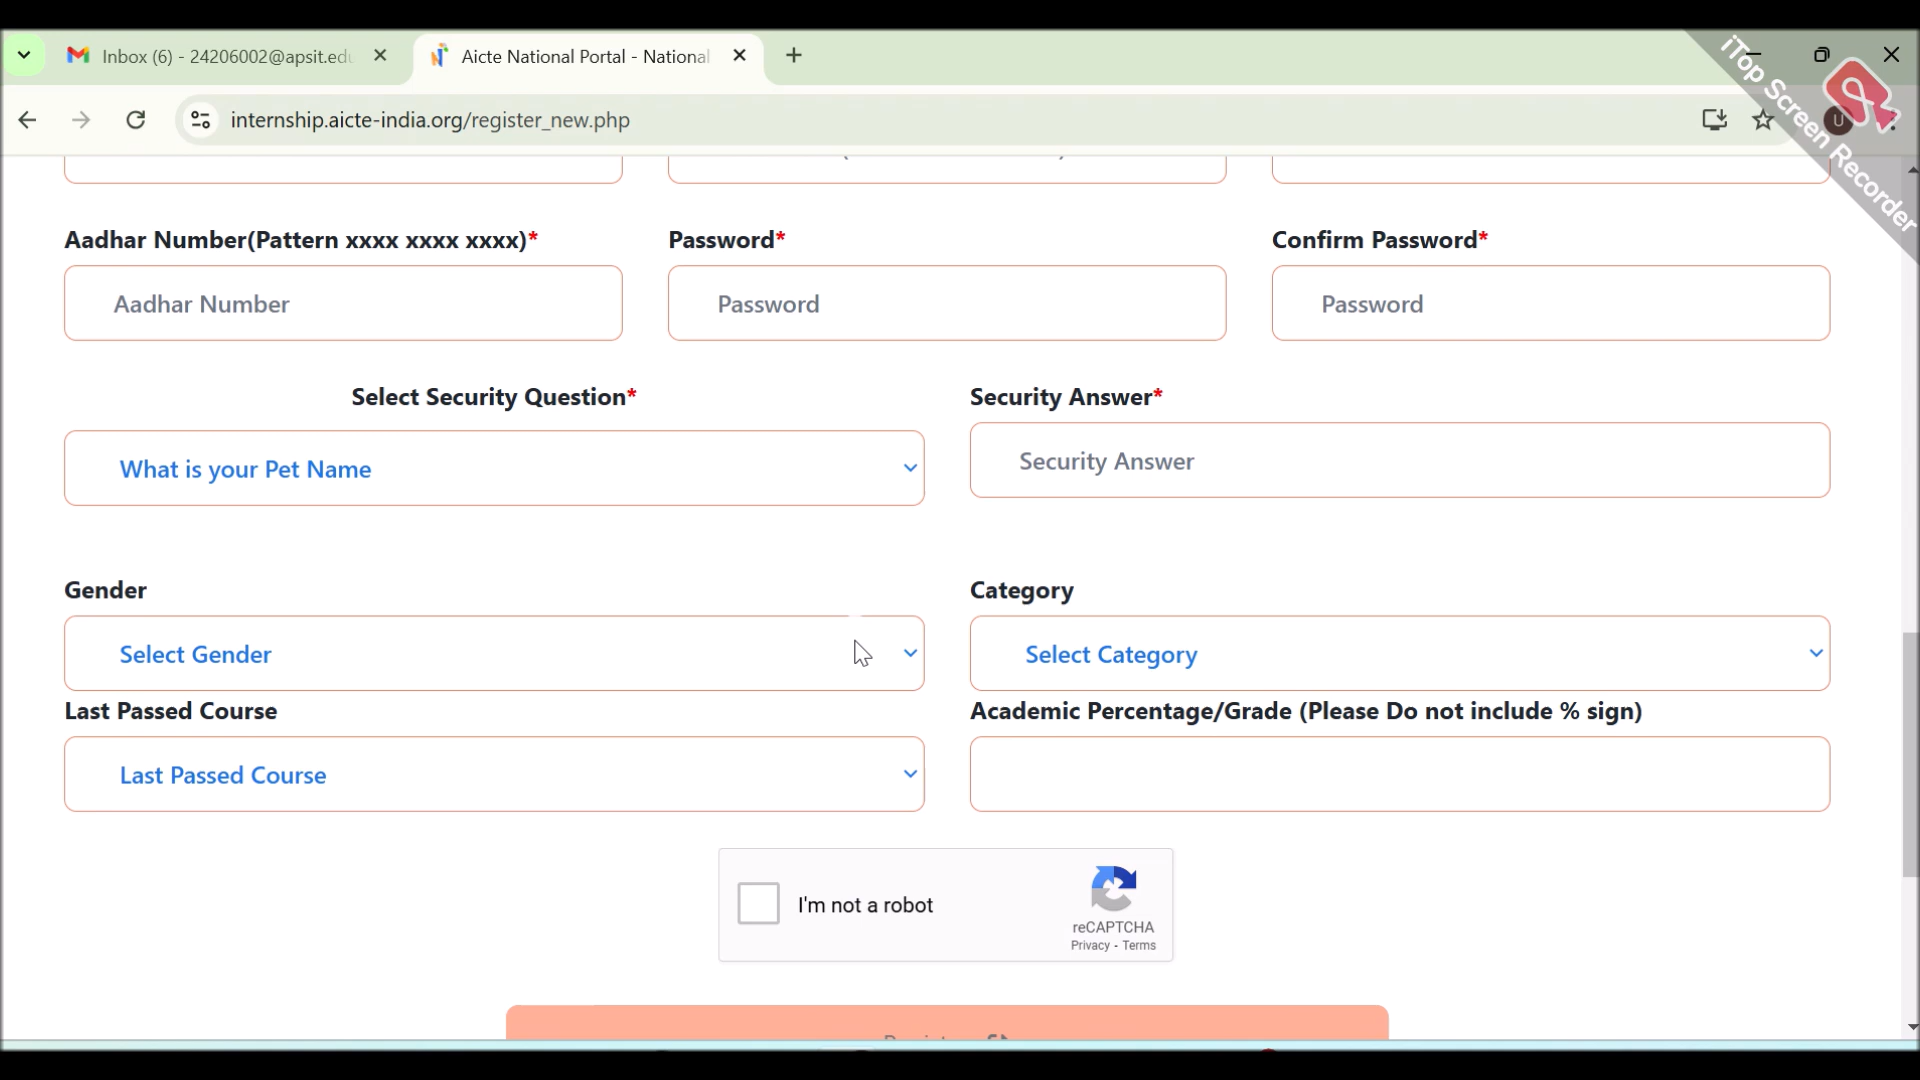 Inbox (6) - 24206002@apsit.edu
Aicte National Portal - National
iTop Screen Recorder
internship.aicte-india.org/register_new.php
U
Aadhar Number(Pattern xxxx xxxx xxxx)* Password* Confirm Password*
Aadhar Number Password Password
Select Security Question* Security Answer*
What is your Pet Name Security Answer
Gender Category
Select Gender Select Category
Last Passed Course Academic Percentage/Grade (Please Do not include % sign)
Last Passed Course
I'm not a robot
reCAPTCHA
Privacy - Terms